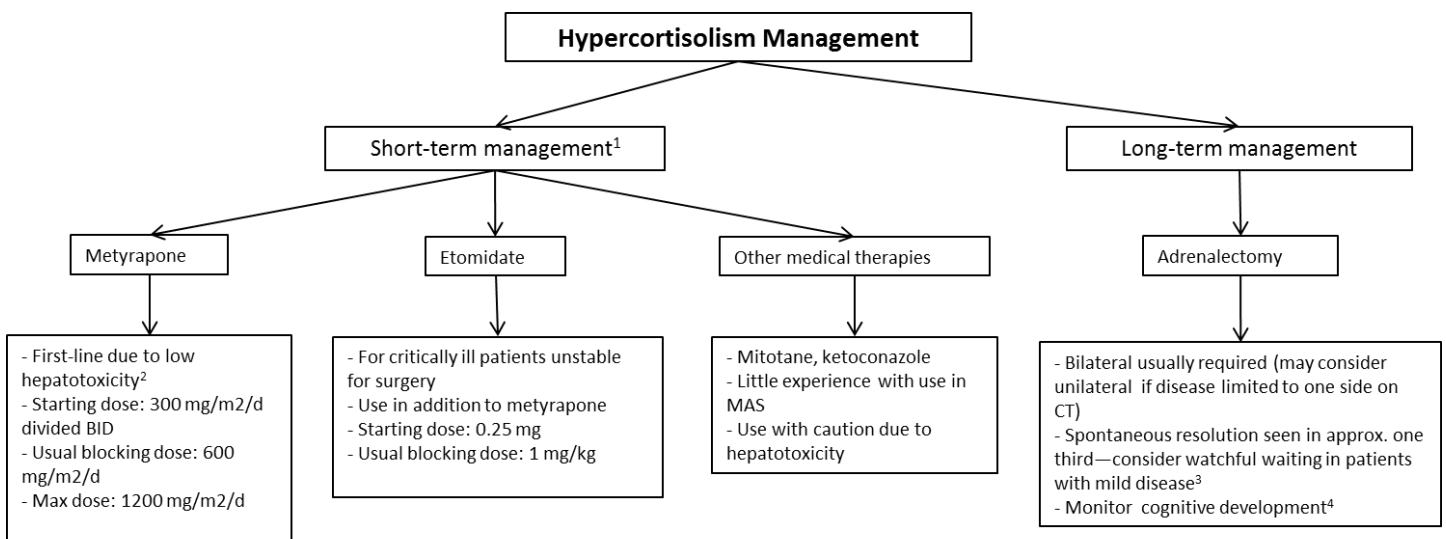 Hypercortisolism Management
Short-term management1
Long-term management
Metyrapone
Etomidate
Other medical therapies
Adrenalectomy
- First-line due to low
hepatotoxicity2
- Starting dose: 300 mg/m2/d
divided BID
- Usual blocking dose: 600
mg/m2/d
- Max dose: 1200 mg/m2/d
- For critically ill patients unstable
for surgery
- Use in addition to metyrapone
- Starting dose: 0.25 mg
- Usual blocking dose: 1 mg/kg
- Mitotane, ketoconazole
- Little experience with use in
MAS
- Use with caution due to
hepatotoxicity
- Bilateral usually required (may consider
unilateral if disease limited to one side on
CT)
- Spontaneous resolution seen in approx. one
third—consider watchful waiting in patients
with mild disease3
- Monitor cognitive development4